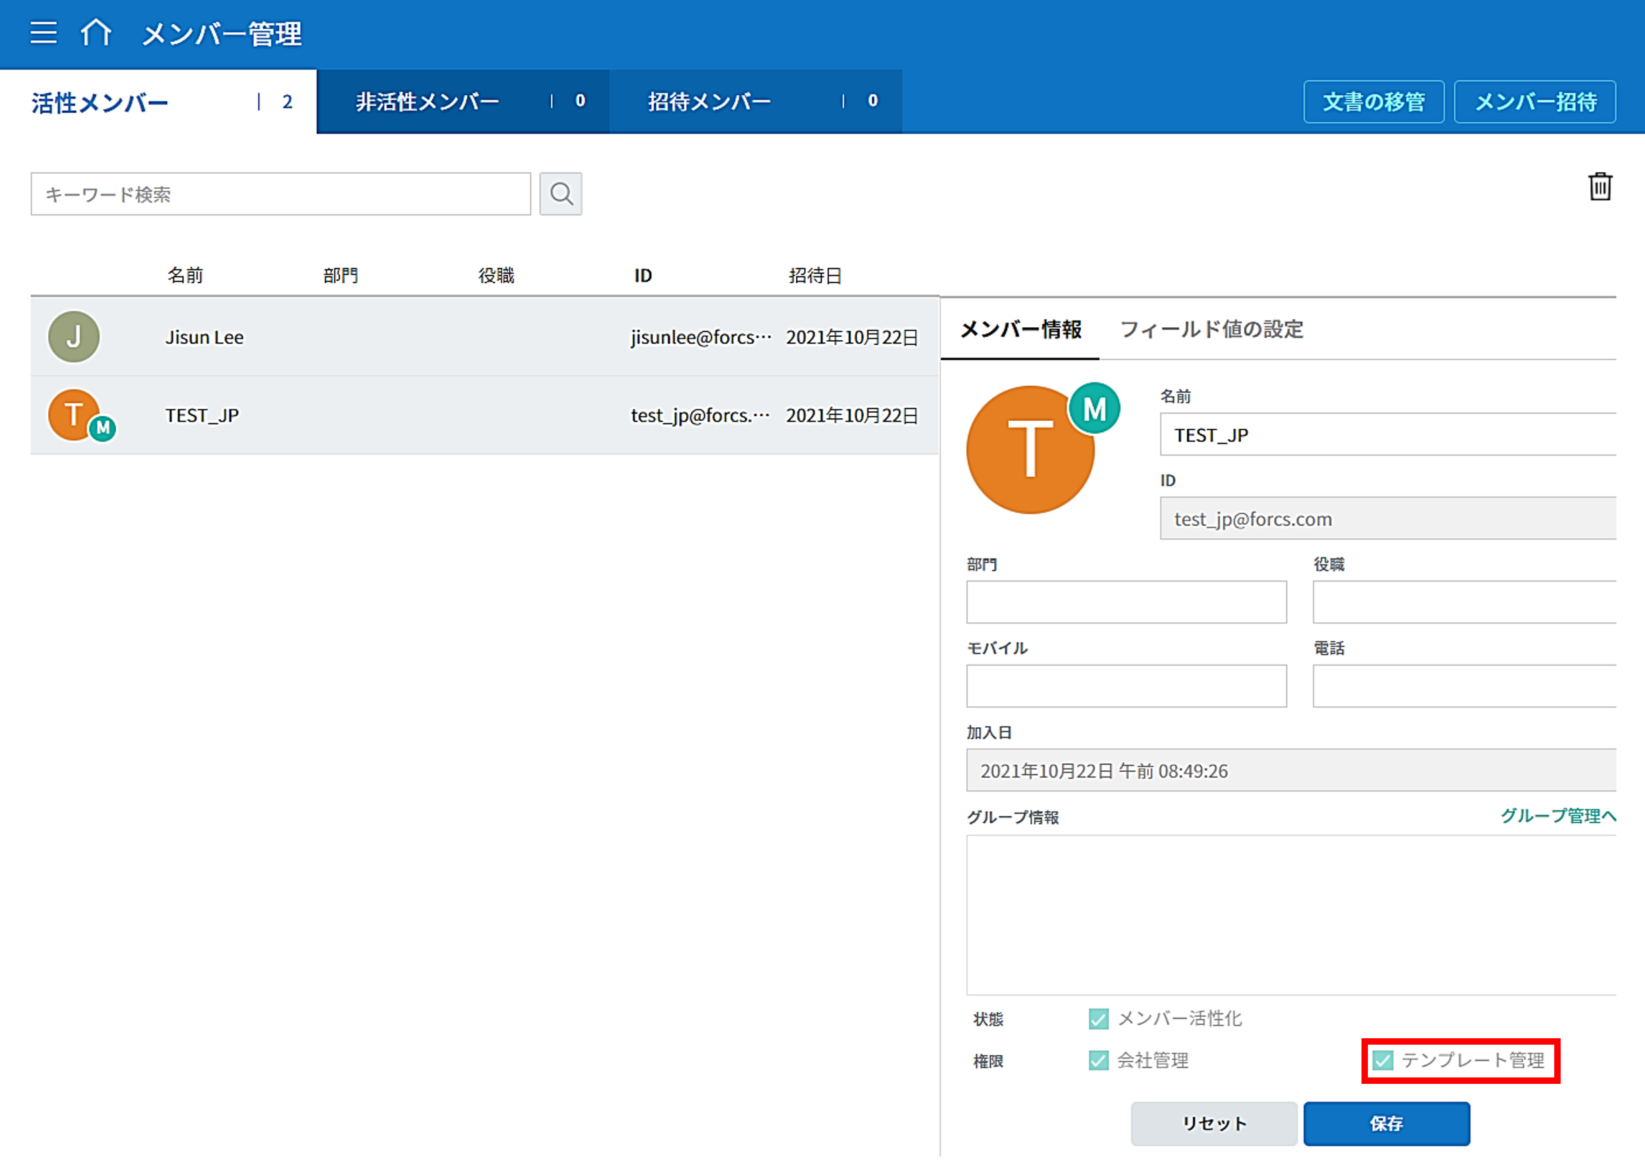 メンバー管理
活性メンバー | 2
非活性メンバー | 0
招待メンバー | 0
文書の移管
メンバー招待
キーワード検索
名前 部門 役職 ID 招待日
J Jisun Lee jisunlee@forcs··· 2021年10月22日
T M TEST_JP test_jp@forcs.··· 2021年10月22日
メンバー情報 フィールド値の設定
T M
名前
TEST_JP
ID
test_jp@forcs.com
部門 役職
モバイル 電話
加入日
2021年10月22日 午前 08:49:26
グループ情報 グループ管理へ
状態 メンバー活性化
権限 会社管理 テンプレート管理
リセット 保存